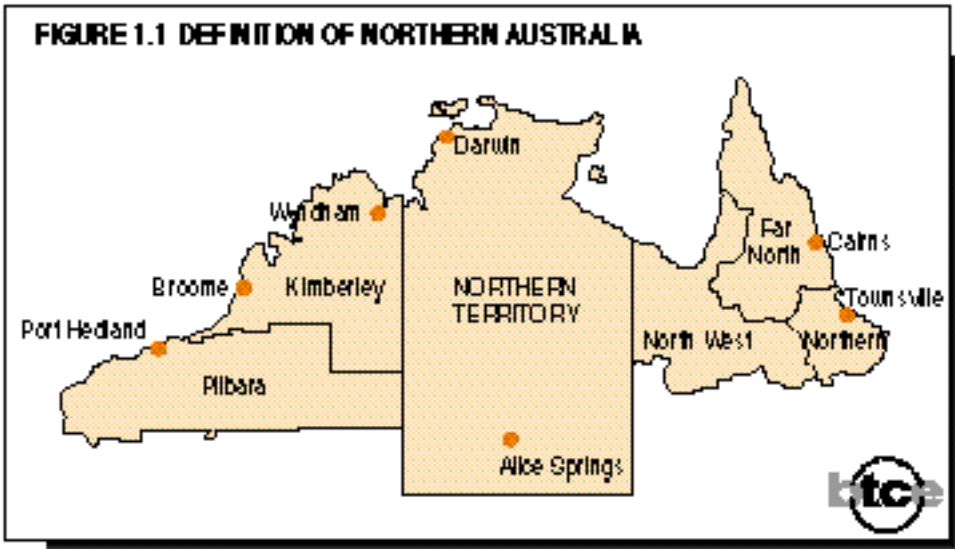 FIGURE 1.1 DEFINITION OF NORTHERN AUSTRALIA
Darwin
Wyndham
Far
North
Cairns
Broome
Kimberley
NORTHERN
TERRITORY
Townsville
Port Hedland
North West
Northern
Pilbara
Alice Springs
btce